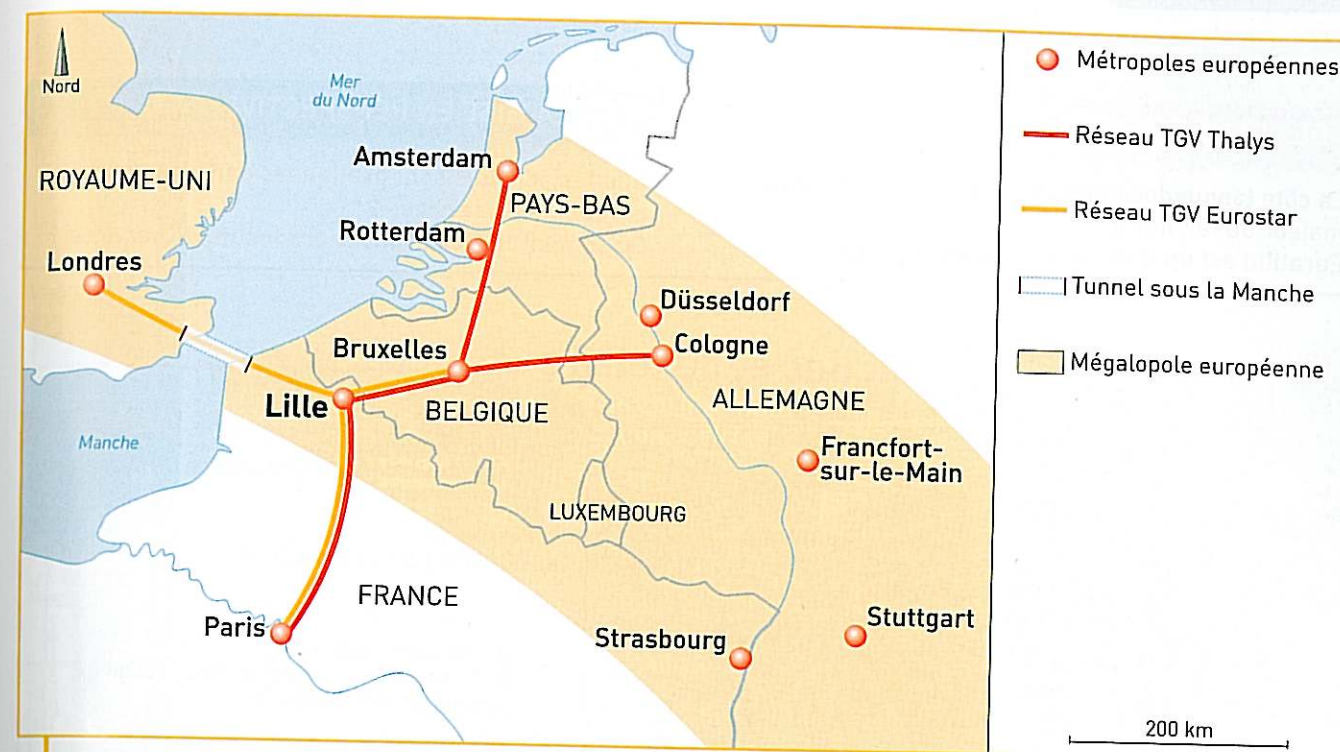 Nord
Mer
du Nord
ROYAUME-UNI
Londres
Amsterdam
PAYS-BAS
Rotterdam
Düsseldorf
Cologne
Bruxelles
Lille
BELGIQUE
ALLEMAGNE
Manche
Francfort-
sur-le-Main
LUXEMBOURG
FRANCE
Paris
Strasbourg
Stuttgart
Métropoles européennes
Réseau TGV Thalys
Réseau TGV Eurostar
Tunnel sous la Manche
Mégalopole européenne
200 km